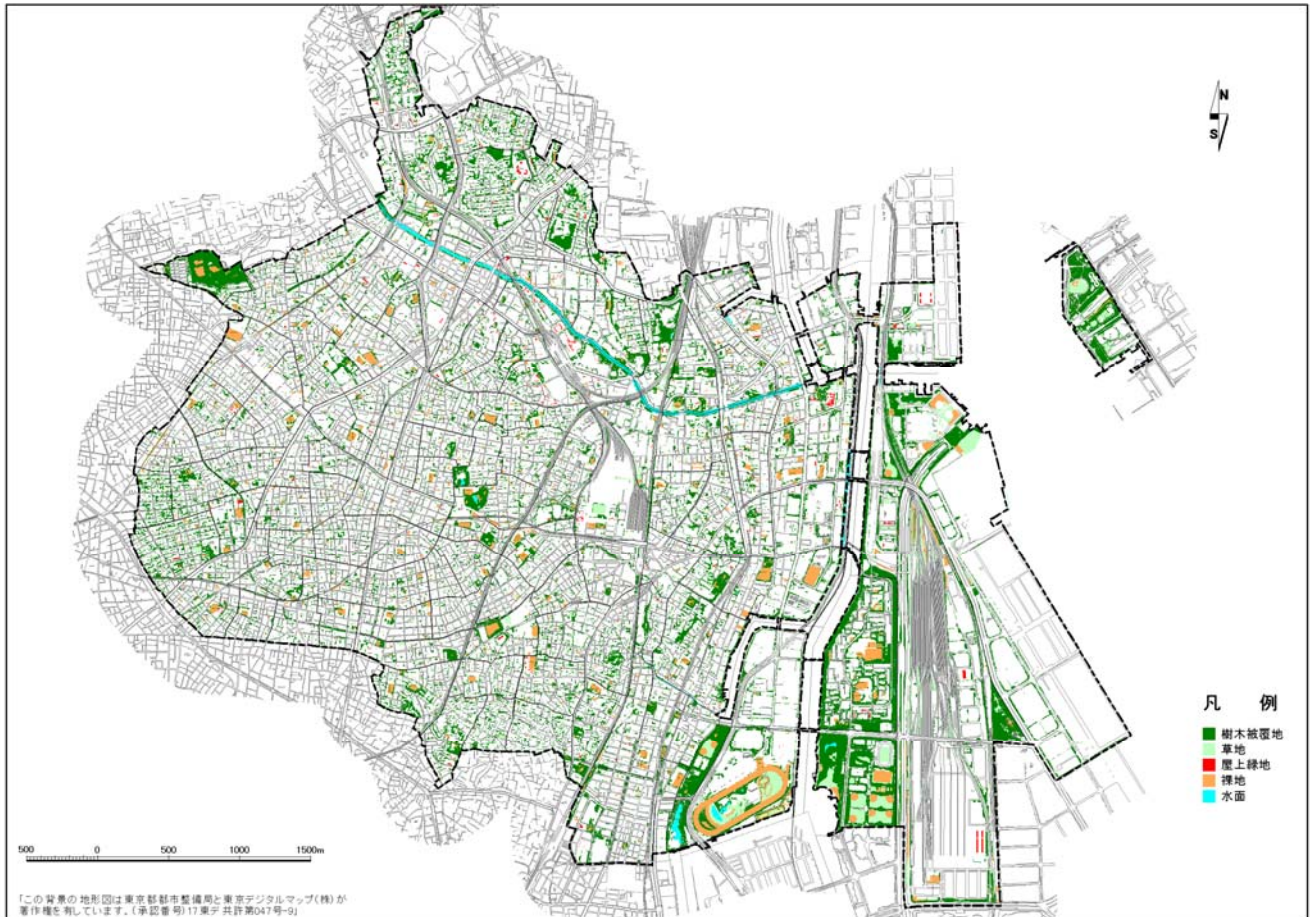 N
S
凡 例
樹木被覆地
草地
屋上緑地
裸地
水面
500 0 500 1000 1500m
「この背景の地形図は東京都都市整備局と東京デジタルマップ(株)が
著作権を有しています。(承認番号)17東デ共許第047号-9」